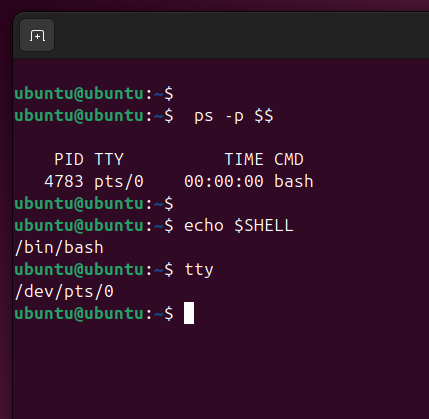 ubuntu@ubuntu:~$
ubuntu@ubuntu:~$  ps -p $$
    PID TTY          TIME CMD
   4783 pts/0    00:00:00 bash
ubuntu@ubuntu:~$
ubuntu@ubuntu:~$ echo $SHELL
/bin/bash
ubuntu@ubuntu:~$ tty
/dev/pts/0
ubuntu@ubuntu:~$